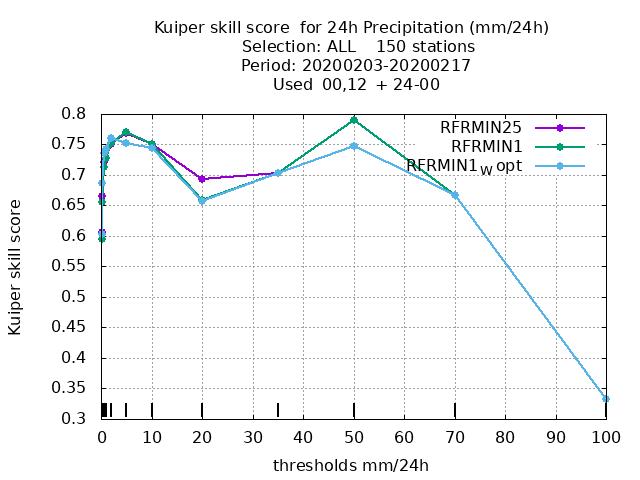 Kuiper skill score  for 24h Precipitation (mm/24h)
Selection: ALL    150 stations
Period: 20200203-20200217
Used  00,12  + 24-00
RFRMIN25
RFRMIN1
RFRMIN1w opt
Kuiper skill score
0.8
0.75
0.7
0.65
0.6
0.55
0.5
0.45
0.4
0.35
0.3
0 10 20 30 40 50 60 70 80 90 100
thresholds mm/24h